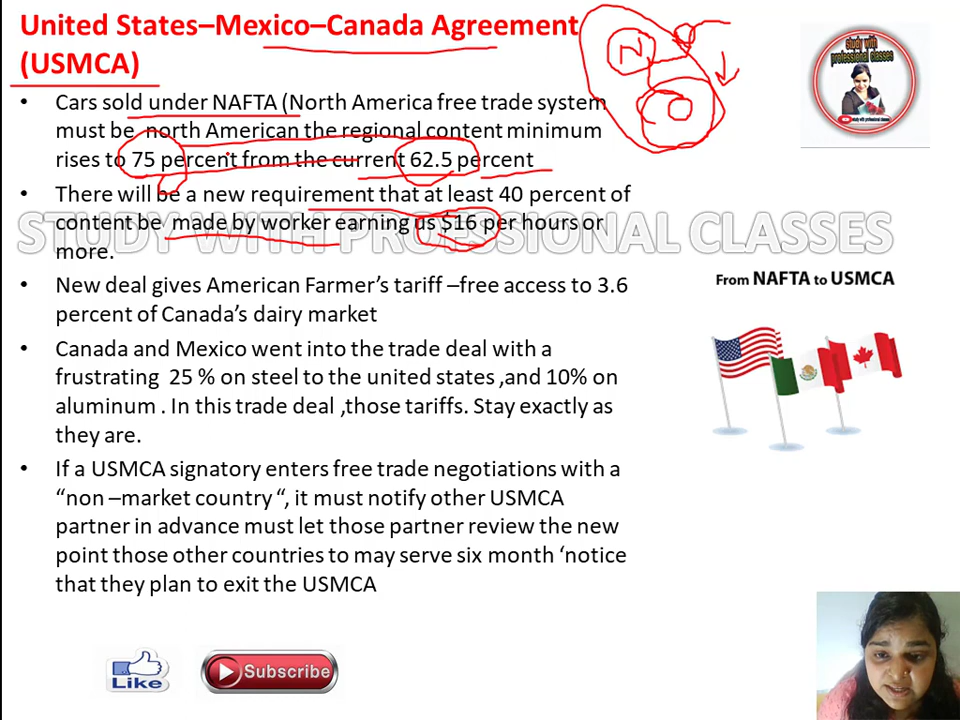 United States–Mexico–Canada Agreement
(USMCA)
• Cars sold under NAFTA (North America free trade system
must be north American the regional content minimum
rises to 75 percent from the current 62.5 percent
• There will be a new requirement that at least 40 percent of
content be made by worker earning us $16 per hours or
more.
• New deal gives American Farmer's tariff –free access to 3.6
percent of Canada's dairy market
• Canada and Mexico went into the trade deal with a
frustrating 25 % on steel to the united states ,and 10% on
aluminum . In this trade deal ,those tariffs. Stay exactly as
they are.
• If a USMCA signatory enters free trade negotiations with a
“non –market country “, it must notify other USMCA
partner in advance must let those partner review the new
point those other countries to may serve six month ‘notice
that they plan to exit the USMCA
STUDY WITH PROFESSIONAL CLASSES
N
study with
professional classes
study with professional classes
From NAFTA to USMCA
Like
Subscribe